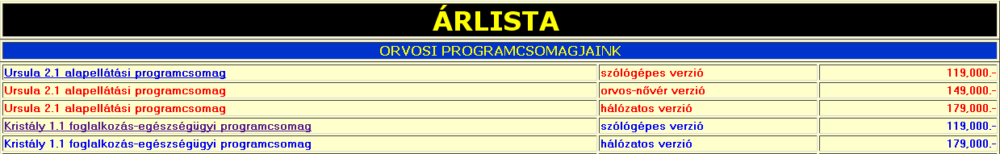 ÁRLISTA
ORVOSI PROGRAMCSOMAGJAINK
Ursula 2.1 alapellátási programcsomag szólógépes verzió 119,000.-
Ursula 2.1 alapellátási programcsomag orvos-nővér verzió 149,000.-
Ursula 2.1 alapellátási programcsomag hálózatos verzió 179,000.-
Kristály 1.1 foglalkozás-egészségügyi programcsomag szólógépes verzió 119,000.-
Kristály 1.1 foglalkozás-egészségügyi programcsomag hálózatos verzió 179,000.-